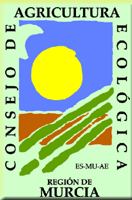 CONSEJO DE
AGRICULTURA
ECOLÓGICA
ES-MU-AE
REGIÓN DE
MURCIA